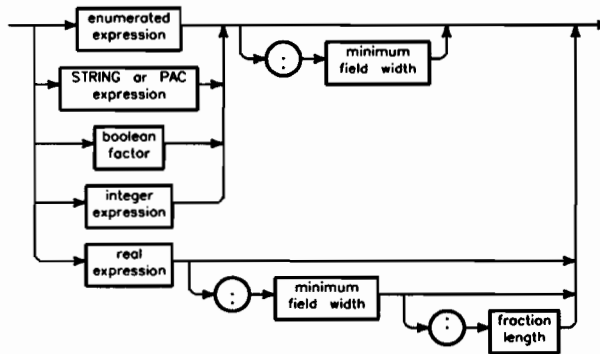 enumerated
expression
:
minimum
field width
STRING or PAC
expression
boolean
factor
integer
expression
real
expression
:
minimum
field width
:
fraction
length